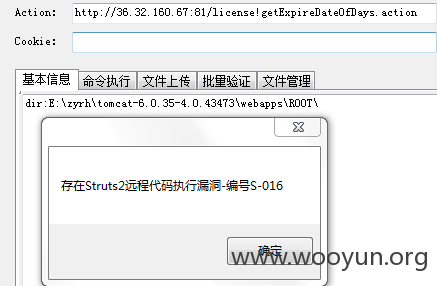 Action: http://36.32.160.67:81/license!getExpireDateOfDays.action
Cookie:
基本信息 命令执行 文件上传 批量验证 文件管理
dir:E:\zyrh\tomcat-6.0.35-4.0.43473\webapps\ROOT\
存在Struts2远程代码执行漏洞-编号S-016
确定
www.wooyun.org